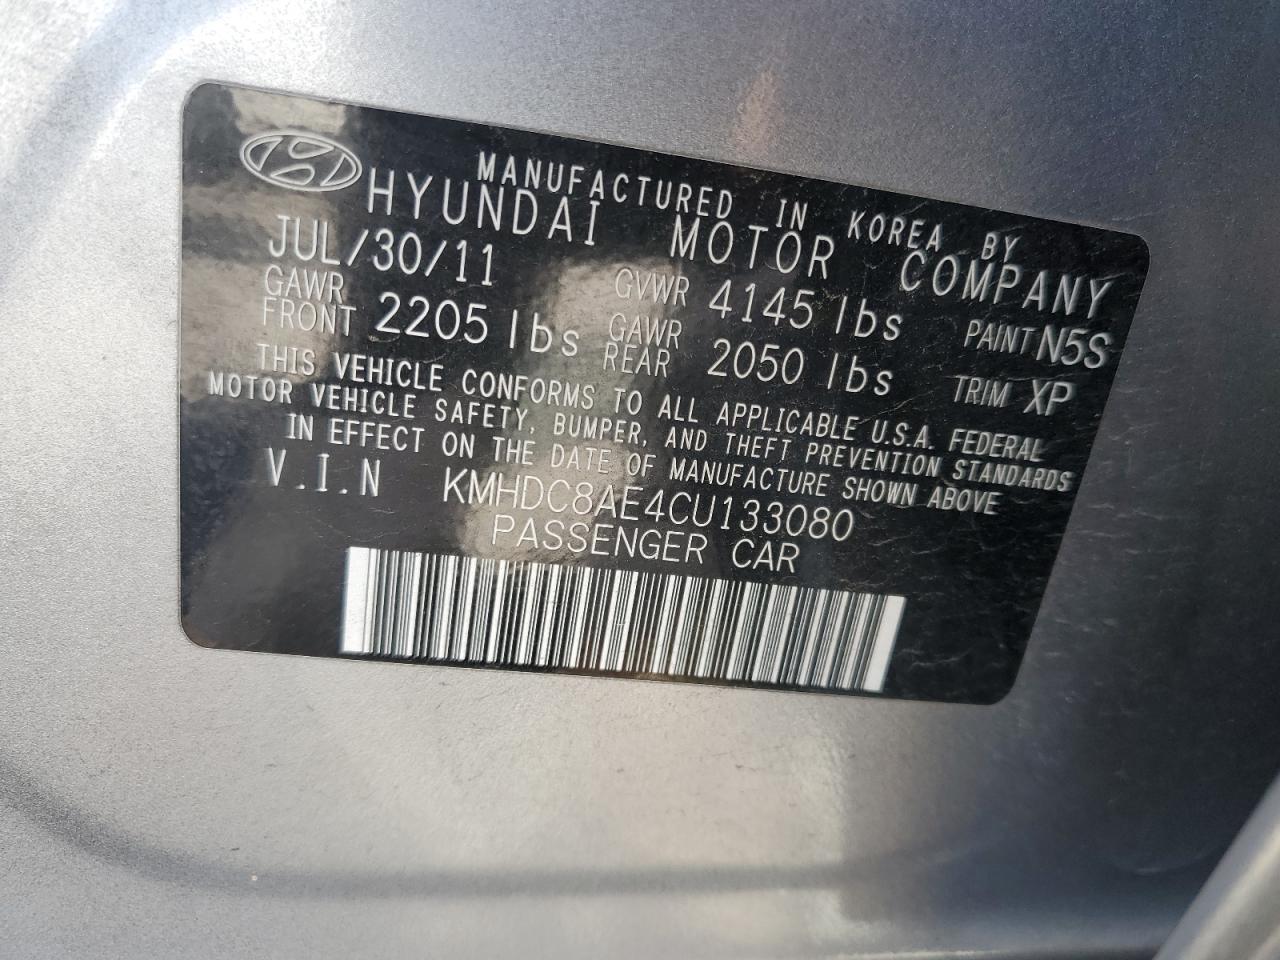 MANUFACTURED IN KOREA BY
HYUNDAI MOTOR COMPANY
JUL/30/11 GVWR 4145 lbs PAINT N5S
GAWR FRONT 2205 lbs GAWR REAR 2050 lbs TRIM XP
THIS VEHICLE CONFORMS TO ALL APPLICABLE U.S.A. FEDERAL
MOTOR VEHICLE SAFETY, BUMPER, AND THEFT PREVENTION STANDARDS
IN EFFECT ON THE DATE OF MANUFACTURE SHOWN ABOVE
V.I.N KMHDC8AE4CU133080
PASSENGER CAR